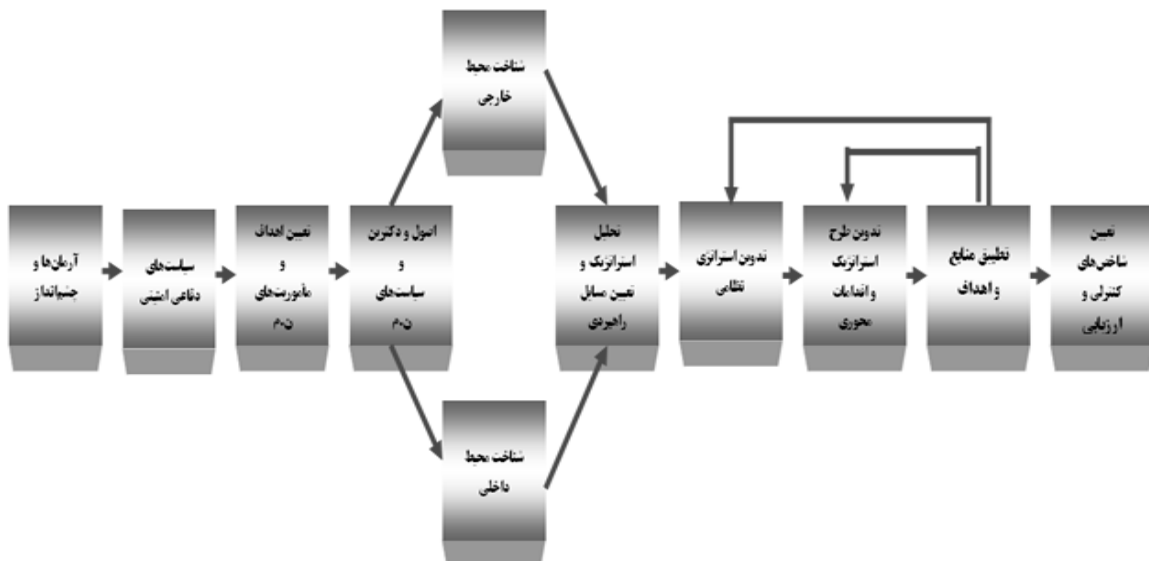 شناخت محیط
خارجی
آرمان‌ها و
چشم‌انداز
سیاست‌های
دفاعی امنیتی
تعیین اهداف
و
مأموریت‌های
ن.م
اصول و دکترین
و
سیاست‌های
ن.م
تحلیل
استراتژیک و
تعیین مسایل
راهبردی
تدوین استراتژی
نظامی
تدوین طرح
استراتژیک
و اقدامات
محوری
تطبیق منابع
و اهداف
تعیین
شاخص‌های
کنترلی و
ارزیابی
شناخت محیط
داخلی